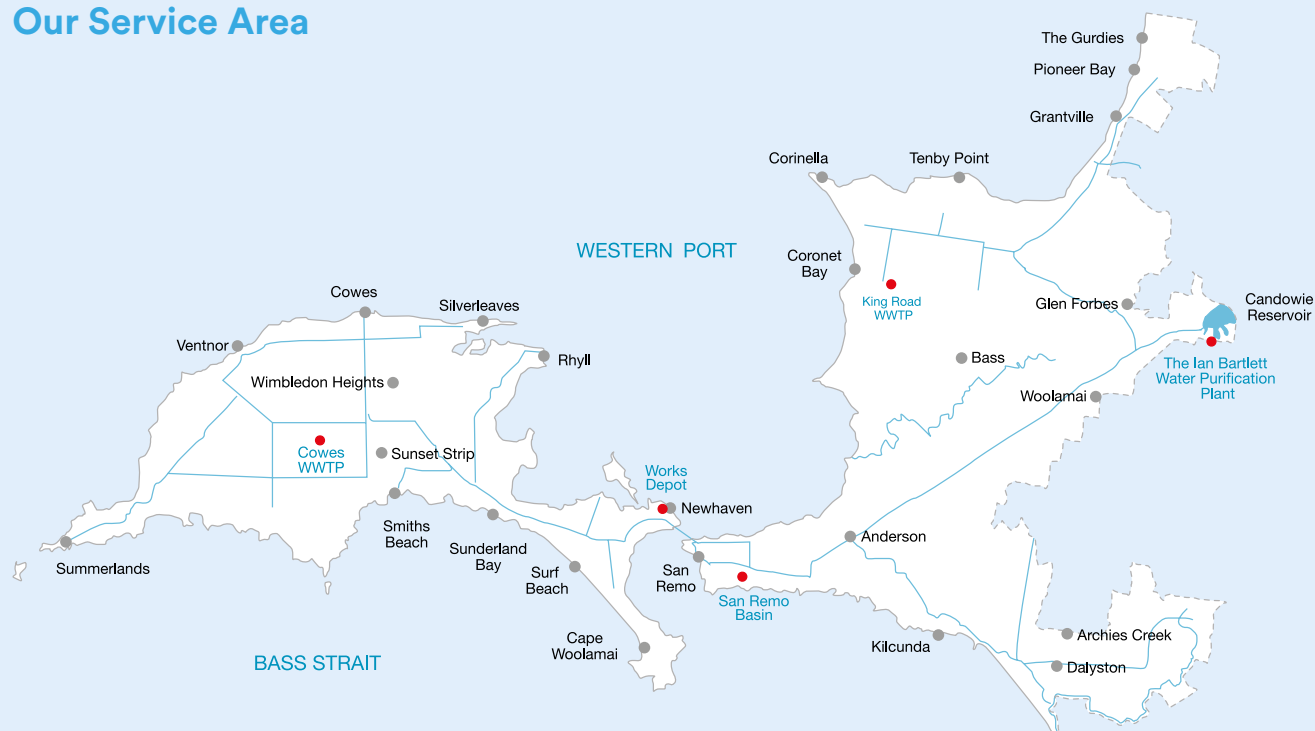 Our Service Area
The Gurdies
Pioneer Bay
Grantville
Corinella
Tenby Point
WESTERN PORT
Coronet
Bay
King Road
WWTP
Glen Forbes
Candowie
Reservoir
Cowes
Silverleaves
Ventnor
Rhyll
Bass
The Ian Bartlett
Water Purification
Plant
Wimbledon Heights
Woolamai
Cowes
WWTP
Sunset Strip
Works
Depot
Newhaven
Smiths
Beach
Sunderland
Bay
Anderson
Summerlands
Surf
Beach
San
Remo
San Remo
Basin
Cape
Woolamai
Kilcunda
Archies Creek
BASS STRAIT
Dalyston